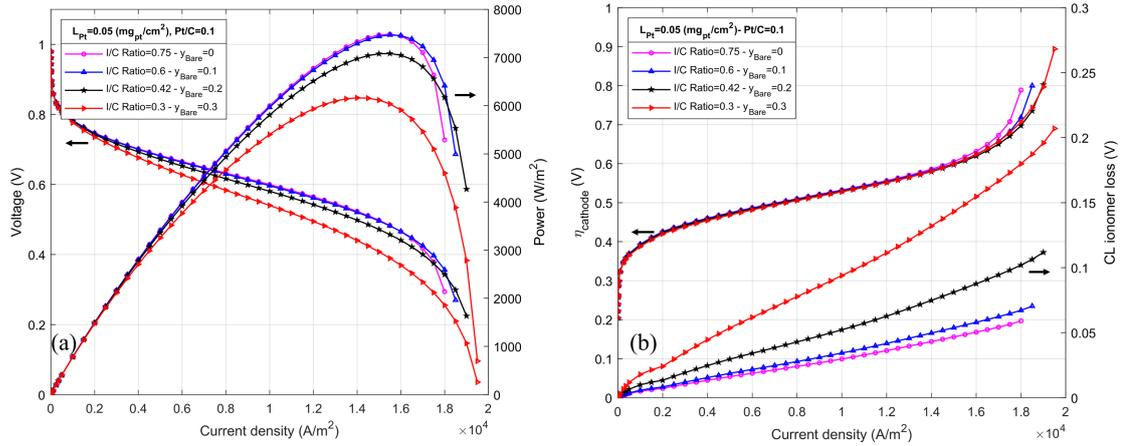 L_Pt=0.05 (mg_pt/cm²), Pt/C=0.1
I/C Ratio=0.75 - y_Bare=0
I/C Ratio=0.6 - y_Bare=0.1
I/C Ratio=0.42 - y_Bare=0.2
I/C Ratio=0.3 - y_Bare=0.3
Voltage (V)
1
0.8
0.6
0.4
0.2
0
8000
7000
6000
5000
4000
3000
2000
1000
0
Power (W/m²)
(a)
0 0.2 0.4 0.6 0.8 1 1.2 1.4 1.6 1.8 2
Current density (A/m²)
×10⁴
L_Pt=0.05 (mg_pt/cm²)- Pt/C=0.1
I/C Ratio=0.75 - y_Bare=0
I/C Ratio=0.6 - y_Bare=0.1
I/C Ratio=0.42 - y_Bare=0.2
I/C Ratio=0.3 - y_Bare=0.3
η_cathode (V)
1
0.9
0.8
0.7
0.6
0.5
0.4
0.3
0.2
0.1
0
0.3
0.25
0.2
0.15
0.1
0.05
0
CL ionomer loss (V)
(b)
0 0.2 0.4 0.6 0.8 1 1.2 1.4 1.6 1.8 2
Current density (A/m²)
×10⁴